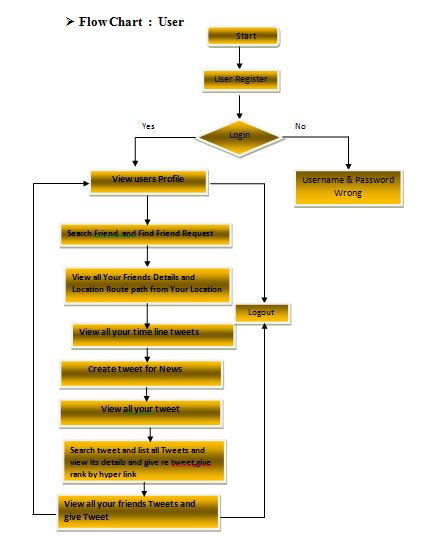 ➢ Flow Chart : User
Start
User Register
Login
Yes
No
View users Profile
Username & Password
Wrong
Search Friend and Find Friend Request
View all Your Friends Details and
Location Route path from Your Location
Logout
View all your time line tweets
Create tweet for News
View all your tweet
Search tweet and list all Tweets and
view its details and give re tweet,give
rank by hyper link
View all your friends Tweets and
give Tweet